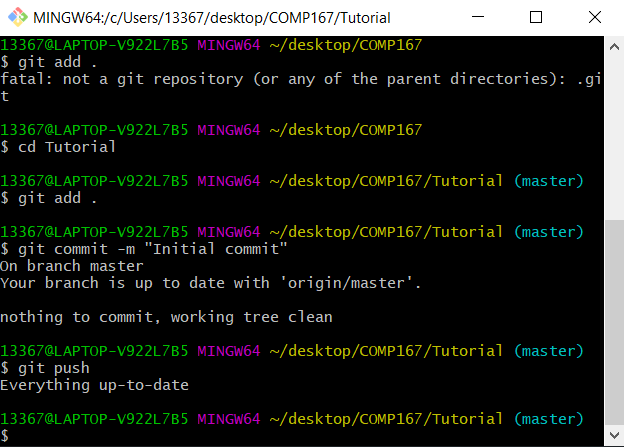 MINGW64:/c/Users/13367/desktop/COMP167/Tutorial
13367@LAPTOP-V922L7B5 MINGW64 ~/desktop/COMP167
$ git add .
fatal: not a git repository (or any of the parent directories): .gi
t
13367@LAPTOP-V922L7B5 MINGW64 ~/desktop/COMP167
$ cd Tutorial
13367@LAPTOP-V922L7B5 MINGW64 ~/desktop/COMP167/Tutorial (master)
$ git add .
13367@LAPTOP-V922L7B5 MINGW64 ~/desktop/COMP167/Tutorial (master)
$ git commit -m "Initial commit"
On branch master
Your branch is up to date with 'origin/master'.
nothing to commit, working tree clean
13367@LAPTOP-V922L7B5 MINGW64 ~/desktop/COMP167/Tutorial (master)
$ git push
Everything up-to-date
13367@LAPTOP-V922L7B5 MINGW64 ~/desktop/COMP167/Tutorial (master)
$